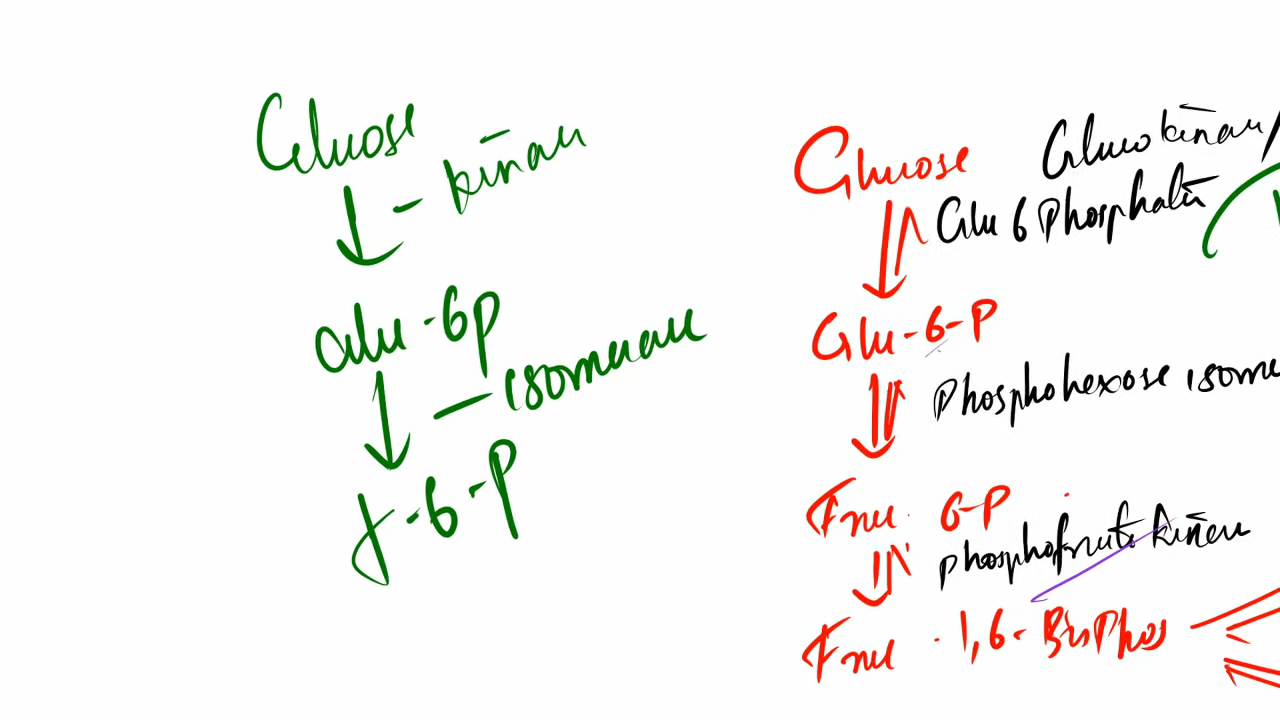 Glucose
- kinase
Glu-6P
- isomerase
f-6-P
Glucose Glucokinase/
Glu 6 Phosphate
Glu-6-P
Phosphohexose isome
Fru 6-P
Phosphofructokinase
Fru 1,6-BisPhos